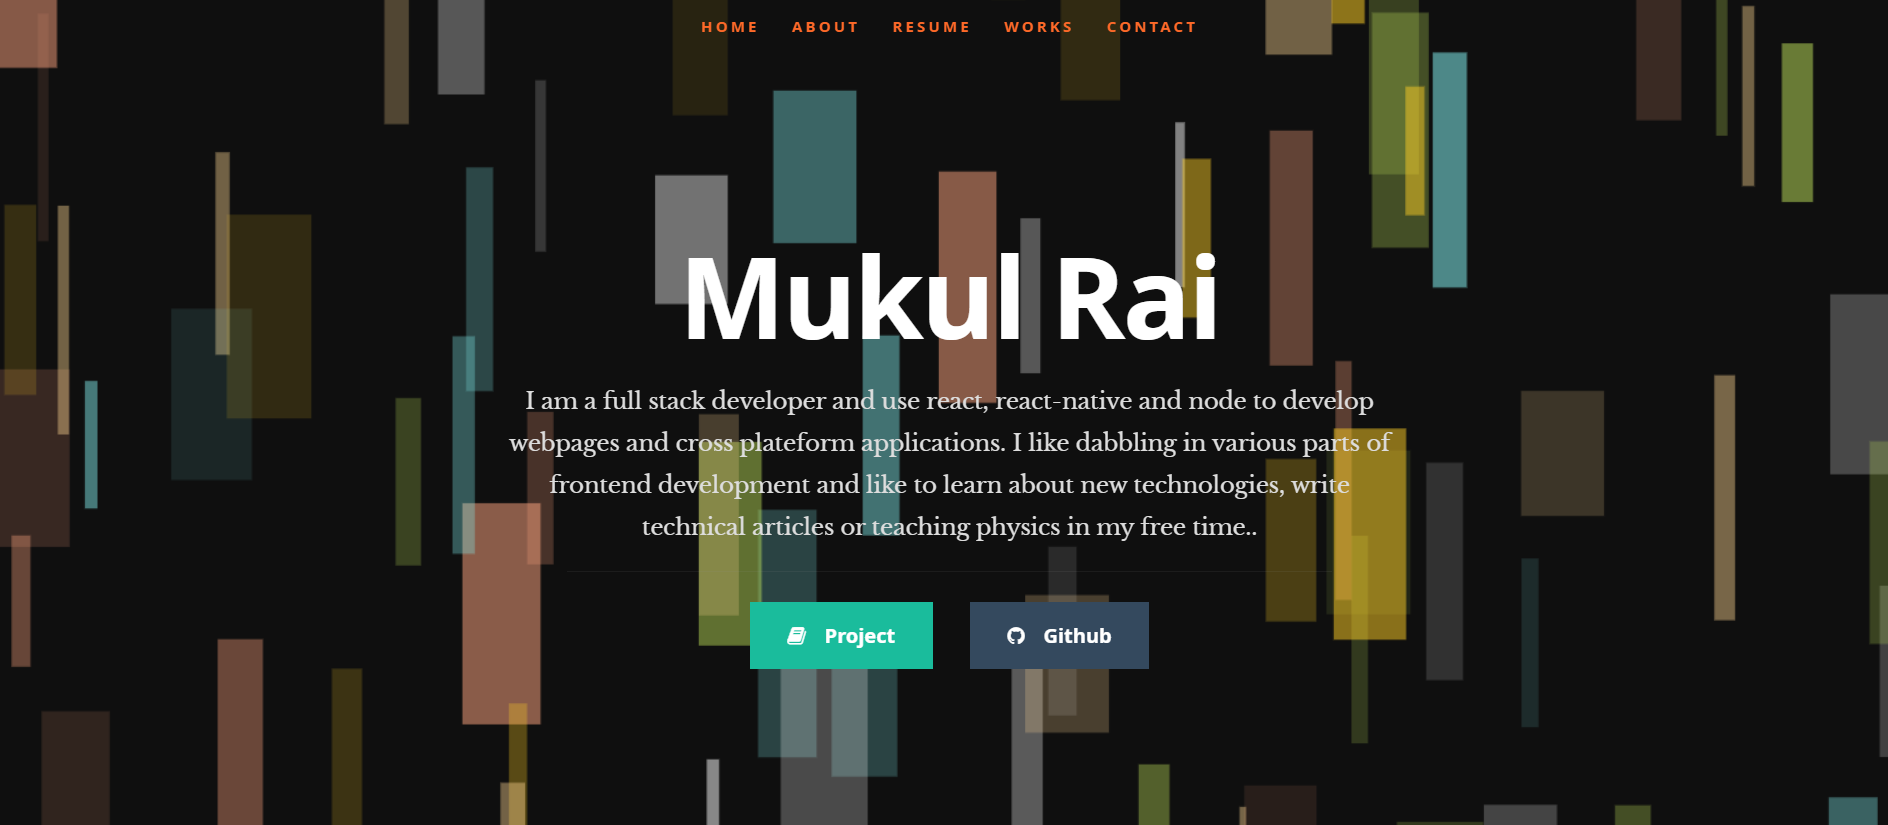 HOME ABOUT RESUME WORKS CONTACT
Mukul Rai
I am a full stack developer and use react, react-native and node to develop
webpages and cross plateform applications. I like dabbling in various parts of
frontend development and like to learn about new technologies, write
technical articles or teaching physics in my free time..
Project Github